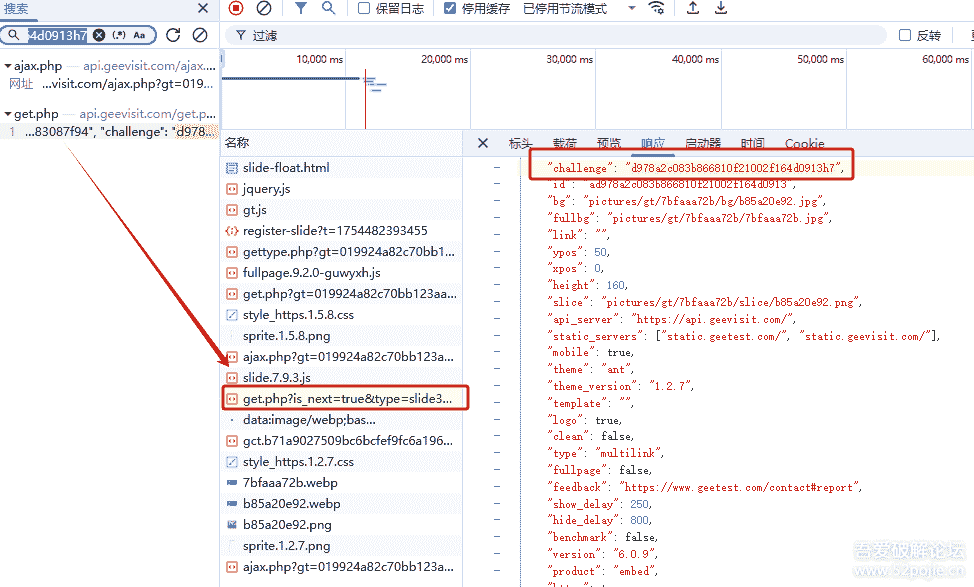 搜索
保留日志
停用缓存
已停用节流模式
4d0913h7
(.*)
Aa
过滤
反转
ajax.php — api.geevisit.com/ajax....
网址 ...visit.com/ajax.php?gt=019...
get.php — api.geevisit.com/get.p...
1 ...83087f94", "challenge": "d978...
10,000 ms
20,000 ms
30,000 ms
40,000 ms
50,000 ms
60,000 ms
名称
slide-float.html
jquery.js
gt.js
register-slide?t=1754482393455
gettype.php?gt=019924a82c70bb1...
fullpage.9.2.0-guwyxh.js
get.php?gt=019924a82c70bb123aa...
style_https.1.5.8.css
sprite.1.5.8.png
ajax.php?gt=019924a82c70bb123a...
slide.7.9.3.js
get.php?is_next=true&type=slide3...
data:image/webp;bas...
gct.b71a9027509bc6bcfef9fc6a196...
style_https.1.2.7.css
7bfaaa72b.webp
b85a20e92.webp
b85a20e92.png
sprite.1.2.7.png
ajax.php?gt=019924a82c70bb123a...
标头
载荷
预览
响应
启动器
时间
Cookie
"challenge": "d978a2c083b866810f21002f164d0913h7",
"id": "ad978a2c083b866810f21002f164d0913",
"bg": "pictures/gt/7bfaaa72b/bg/b85a20e92.jpg",
"fullbg": "pictures/gt/7bfaaa72b/7bfaaa72b.jpg",
"link": "",
"ypos": 50,
"xpos": 0,
"height": 160,
"slice": "pictures/gt/7bfaaa72b/slice/b85a20e92.png",
"api_server": "https://api.geevisit.com/",
"static_servers": ["static.geetest.com/", "static.geevisit.com/"],
"mobile": true,
"theme": "ant",
"theme_version": "1.2.7",
"template": "",
"logo": true,
"clean": false,
"type": "multilink",
"fullpage": false,
"feedback": "https://www.geetest.com/contact#report",
"show_delay": 250,
"hide_delay": 800,
"benchmark": false,
"version": "6.0.9",
"product": "embed",
吾爱破解论坛
www.52pojie.cn